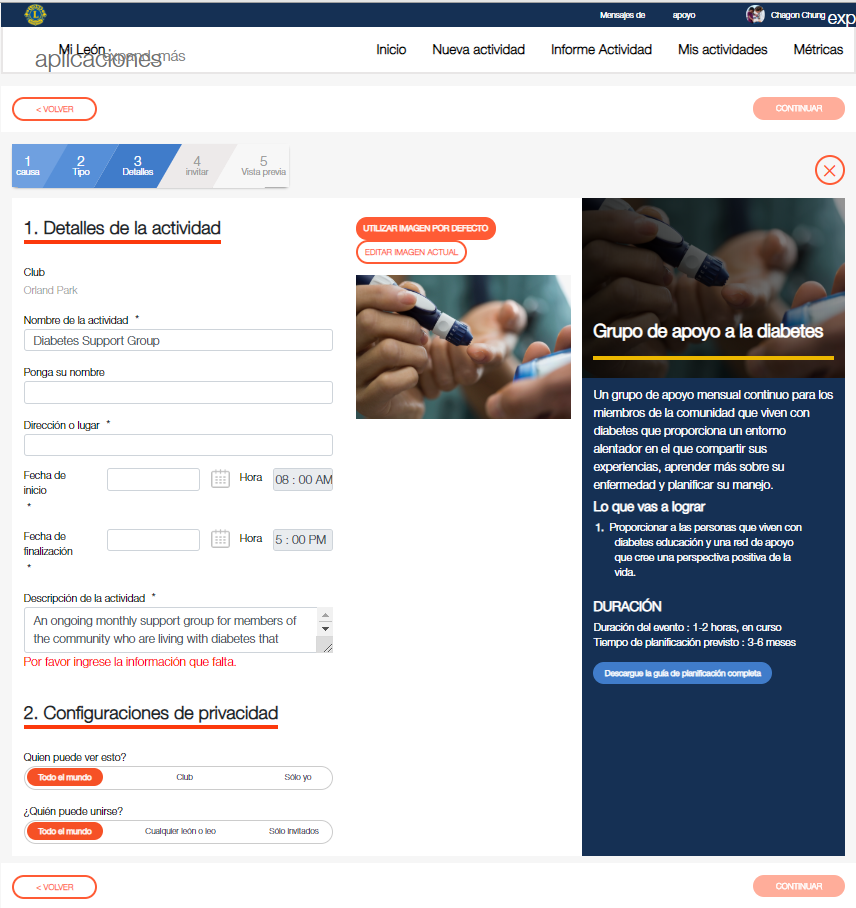 Mensajes de apoyo Chagon Chung exp
Mi León aplicaciones expand_más Inicio Nueva actividad Informe Actividad Mis actividades Métricas
< VOLVER CONTINUAR
1 causa
2 Tipo
3 Detalles
4 invitar
5 Vista previa
1. Detalles de la actividad
Club
Orland Park
Nombre de la actividad *
Diabetes Support Group
Ponga su nombre
Dirección o lugar *
Fecha de
inicio
*
Hora 08 : 00 AM
Fecha de
finalización
*
Hora 5 : 00 PM
Descripción de la actividad *
An ongoing monthly support group for members of
the community who are living with diabetes that
Por favor ingrese la información que falta.
2. Configuraciones de privacidad
Quien puede ver esto?
Todo el mundo Club Sólo yo
¿Quién puede unirse?
Todo el mundo Cualquier león o leo Sólo invitados
UTILIZAR IMAGEN POR DEFECTO
EDITAR IMAGEN ACTUAL
Grupo de apoyo a la diabetes
Un grupo de apoyo mensual continuo para los
miembros de la comunidad que viven con
diabetes que proporciona un entorno
alentador en el que compartir sus
experiencias, aprender más sobre su
enfermedad y planificar su manejo.
Lo que vas a lograr
1. Proporcionar a las personas que viven con
diabetes educación y una red de apoyo
que cree una perspectiva positiva de la
vida.
DURACIÓN
Duración del evento : 1-2 horas, en curso
Tiempo de planificación previsto : 3-6 meses
Descargue la guía de planificación completa
< VOLVER CONTINUAR